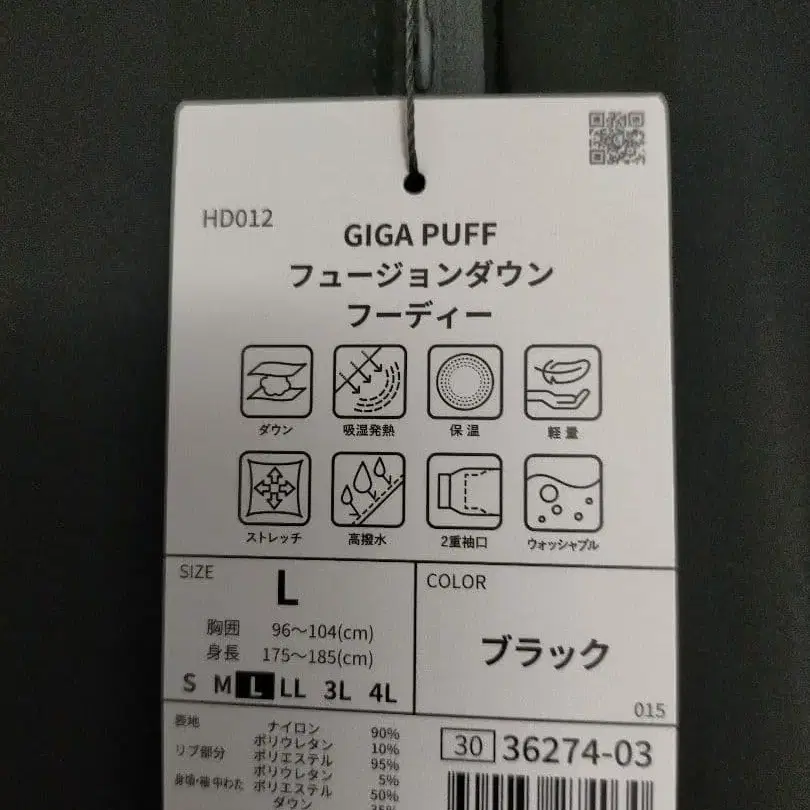 HD012
GIGA PUFF
フュージョンダウン
フーディー
ダウン
吸湿発熱
保温
軽量
ストレッチ
高撥水
2重袖口
ウォッシャブル
SIZE
L
胸囲 96～104(cm)
身長 175～185(cm)
S M L LL 3L 4L
COLOR
ブラック
015
表地 ナイロン 90%
ポリウレタン 10%
リブ部分 ポリエステル 95%
ポリウレタン 5%
身頃・袖 中わた ポリエステル 50%
ダウン
30 36274-03